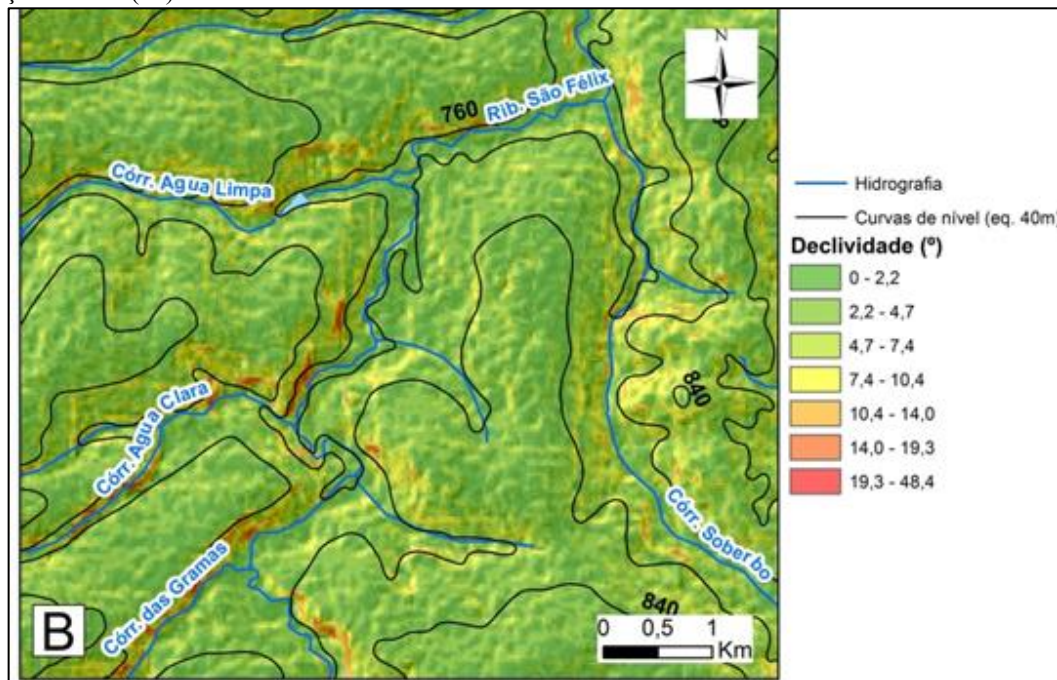 N
760
Rib. São Félix
Córr. Agua Limpa
Hidrografia
Curvas de nível (eq. 40m)
Declividade (º)
0 - 2,2
2,2 - 4,7
4,7 - 7,4
7,4 - 10,4
10,4 - 14,0
14,0 - 19,3
19,3 - 48,4
840
Córr. Agua Clara
Córr. Soberbo
Córr. das Gramas
840
B
0 0,5 1
Km